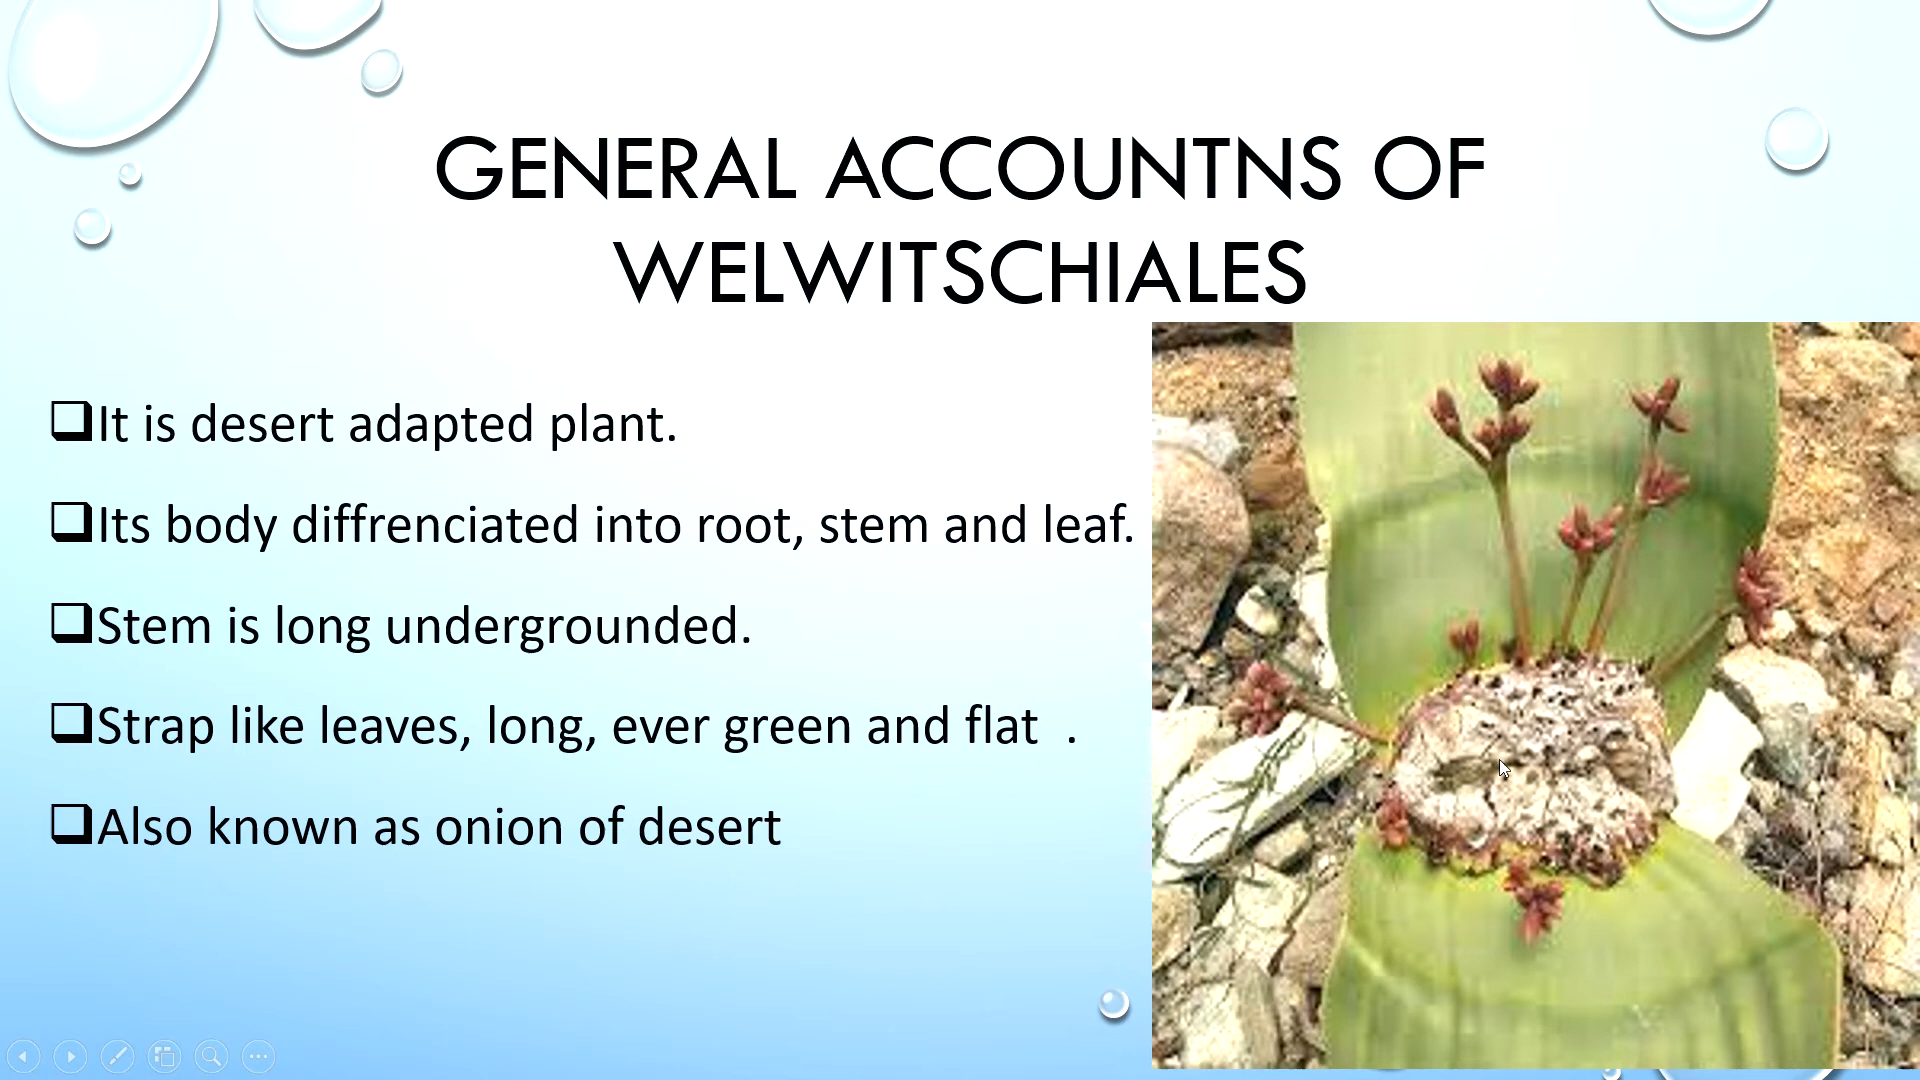 GENERAL ACCOUNTNS OF
WELWITSCHIALES
It is desert adapted plant.
Its body diffrenciated into root, stem and leaf.
Stem is long undergrounded.
Strap like leaves, long, ever green and flat  .
Also known as onion of desert